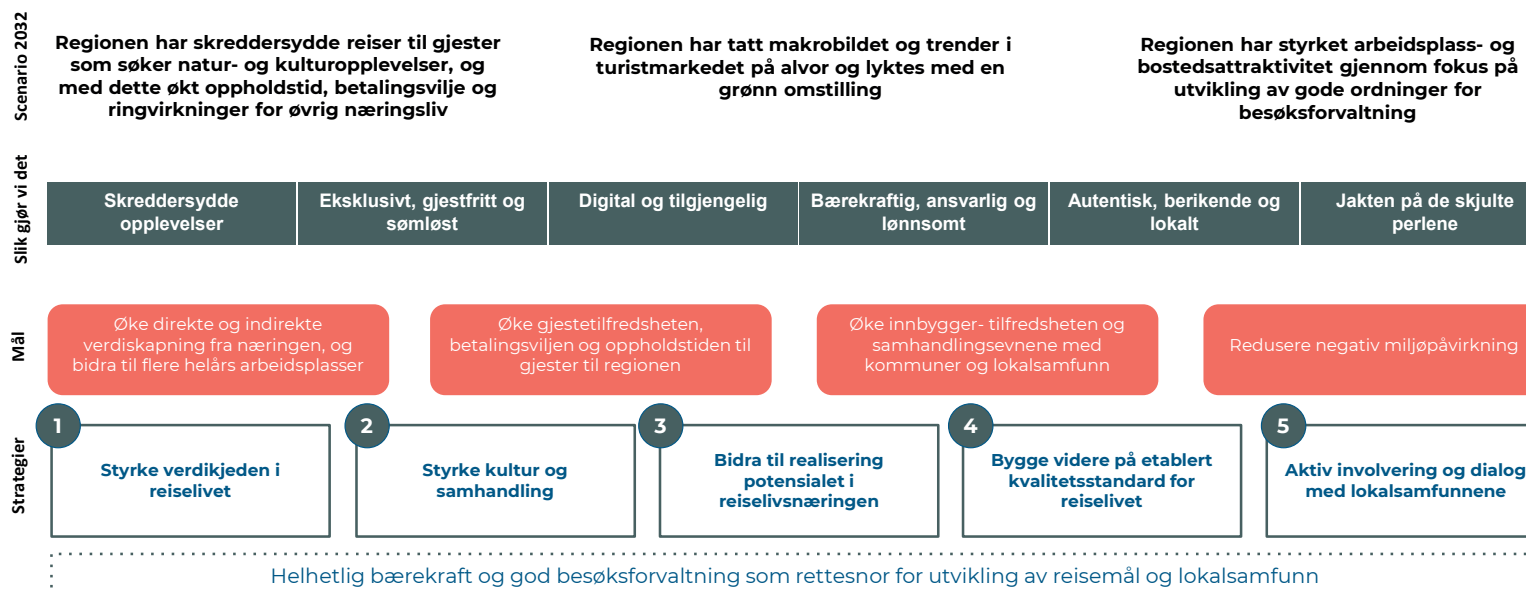 Scenario 2032
Regionen har skreddersydde reiser til gjester
som søker natur- og kulturopplevelser, og
med dette økt oppholdstid, betalingsvilje og
ringvirkninger for øvrig næringsliv
Regionen har tatt makrobildet og trender i
turistmarkedet på alvor og lyktes med en
grønn omstilling
Regionen har styrket arbeidsplass- og
bostedsattraktivitet gjennom fokus på
utvikling av gode ordninger for
besøksforvaltning
Slik gjør vi det
Skreddersydde
opplevelser
Eksklusivt, gjestfritt og
sømløst
Digital og tilgjengelig
Bærekraftig, ansvarlig og
lønnsomt
Autentisk, berikende og
lokalt
Jakten på de skjulte
perlene
Mål
Øke direkte og indirekte
verdiskapning fra næringen, og
bidra til flere helårs arbeidsplasser
Øke gjestetilfredsheten,
betalingsviljen og oppholdstiden til
gjester til regionen
Øke innbygger- tilfredsheten og
samhandlingsevnene med
kommuner og lokalsamfunn
Redusere negativ miljøpåvirkning
Strategier
1
Styrke verdikjeden i
reiselivet
2
Styrke kultur og
samhandling
3
Bidra til realisering
potensialet i
reiselivsnæringen
4
Bygge videre på etablert
kvalitetsstandard for
reiselivet
5
Aktiv involvering og dialog
med lokalsamfunnene
Helhetlig bærekraft og god besøksforvaltning som rettesnor for utvikling av reisemål og lokalsamfunn